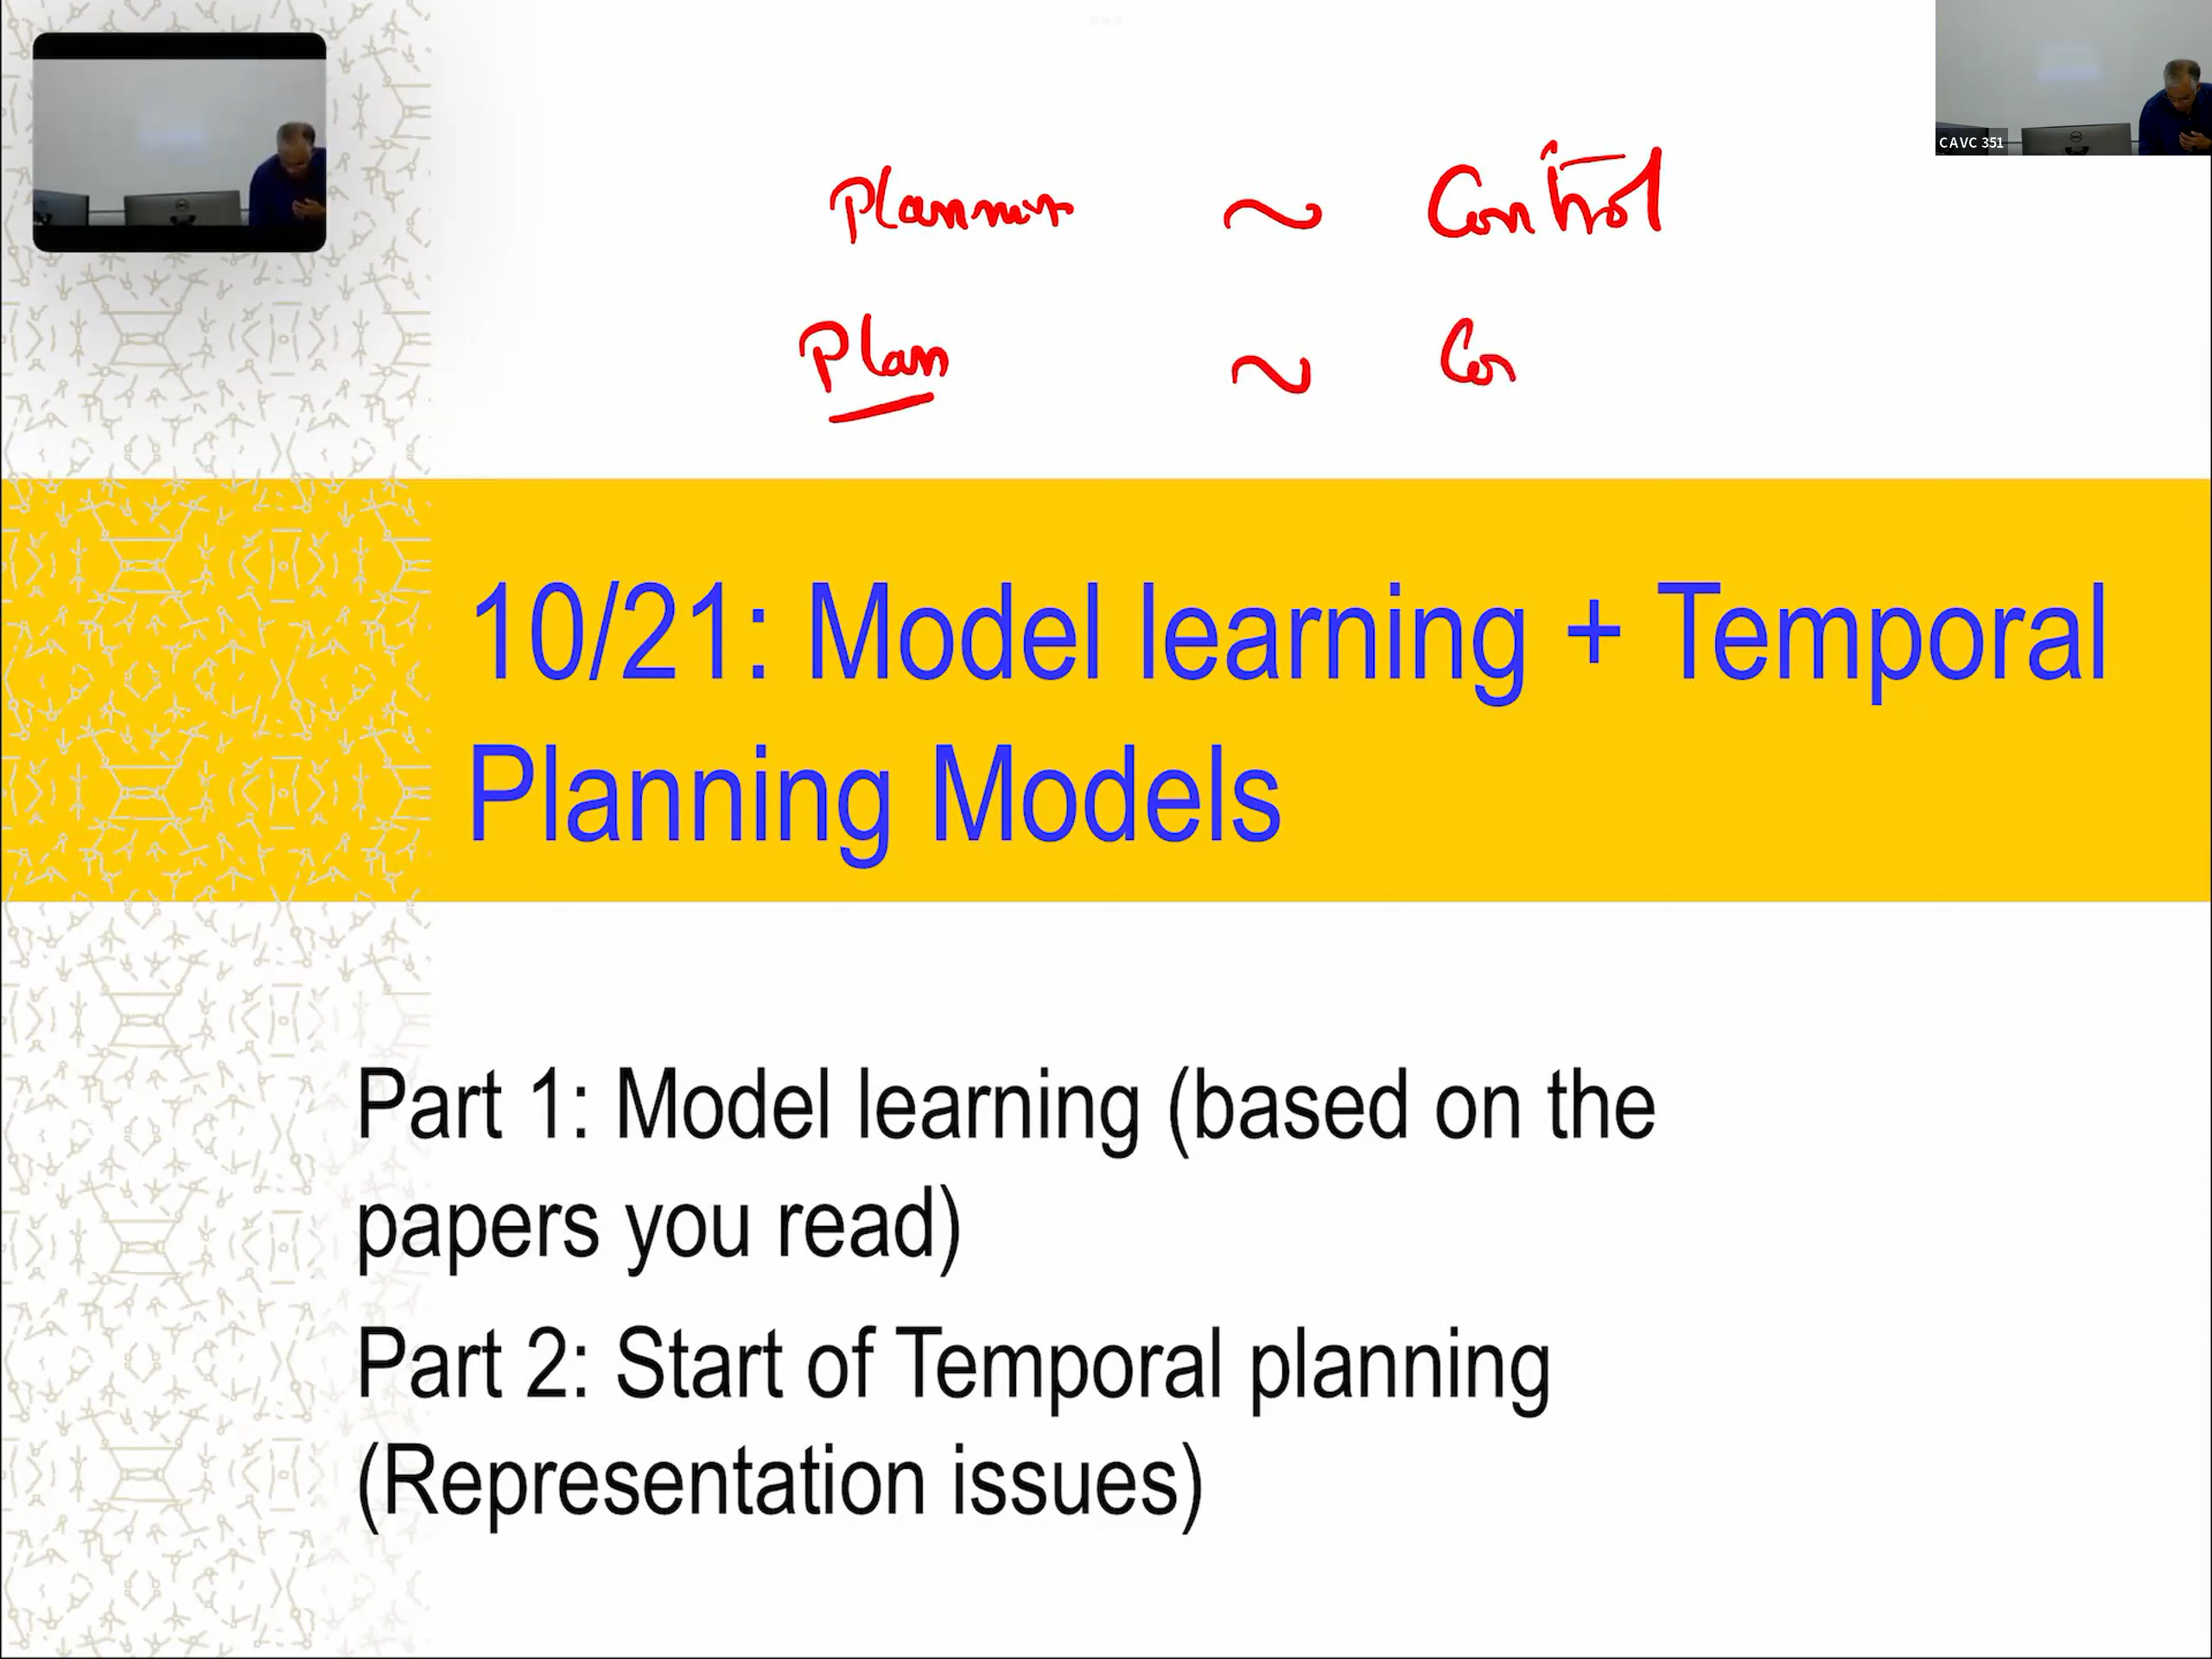 CAVC 351
Planner ~ Control
Plan ~ Con
10/21: Model learning + Temporal
Planning Models
Part 1: Model learning (based on the
papers you read)
Part 2: Start of Temporal planning
(Representation issues)